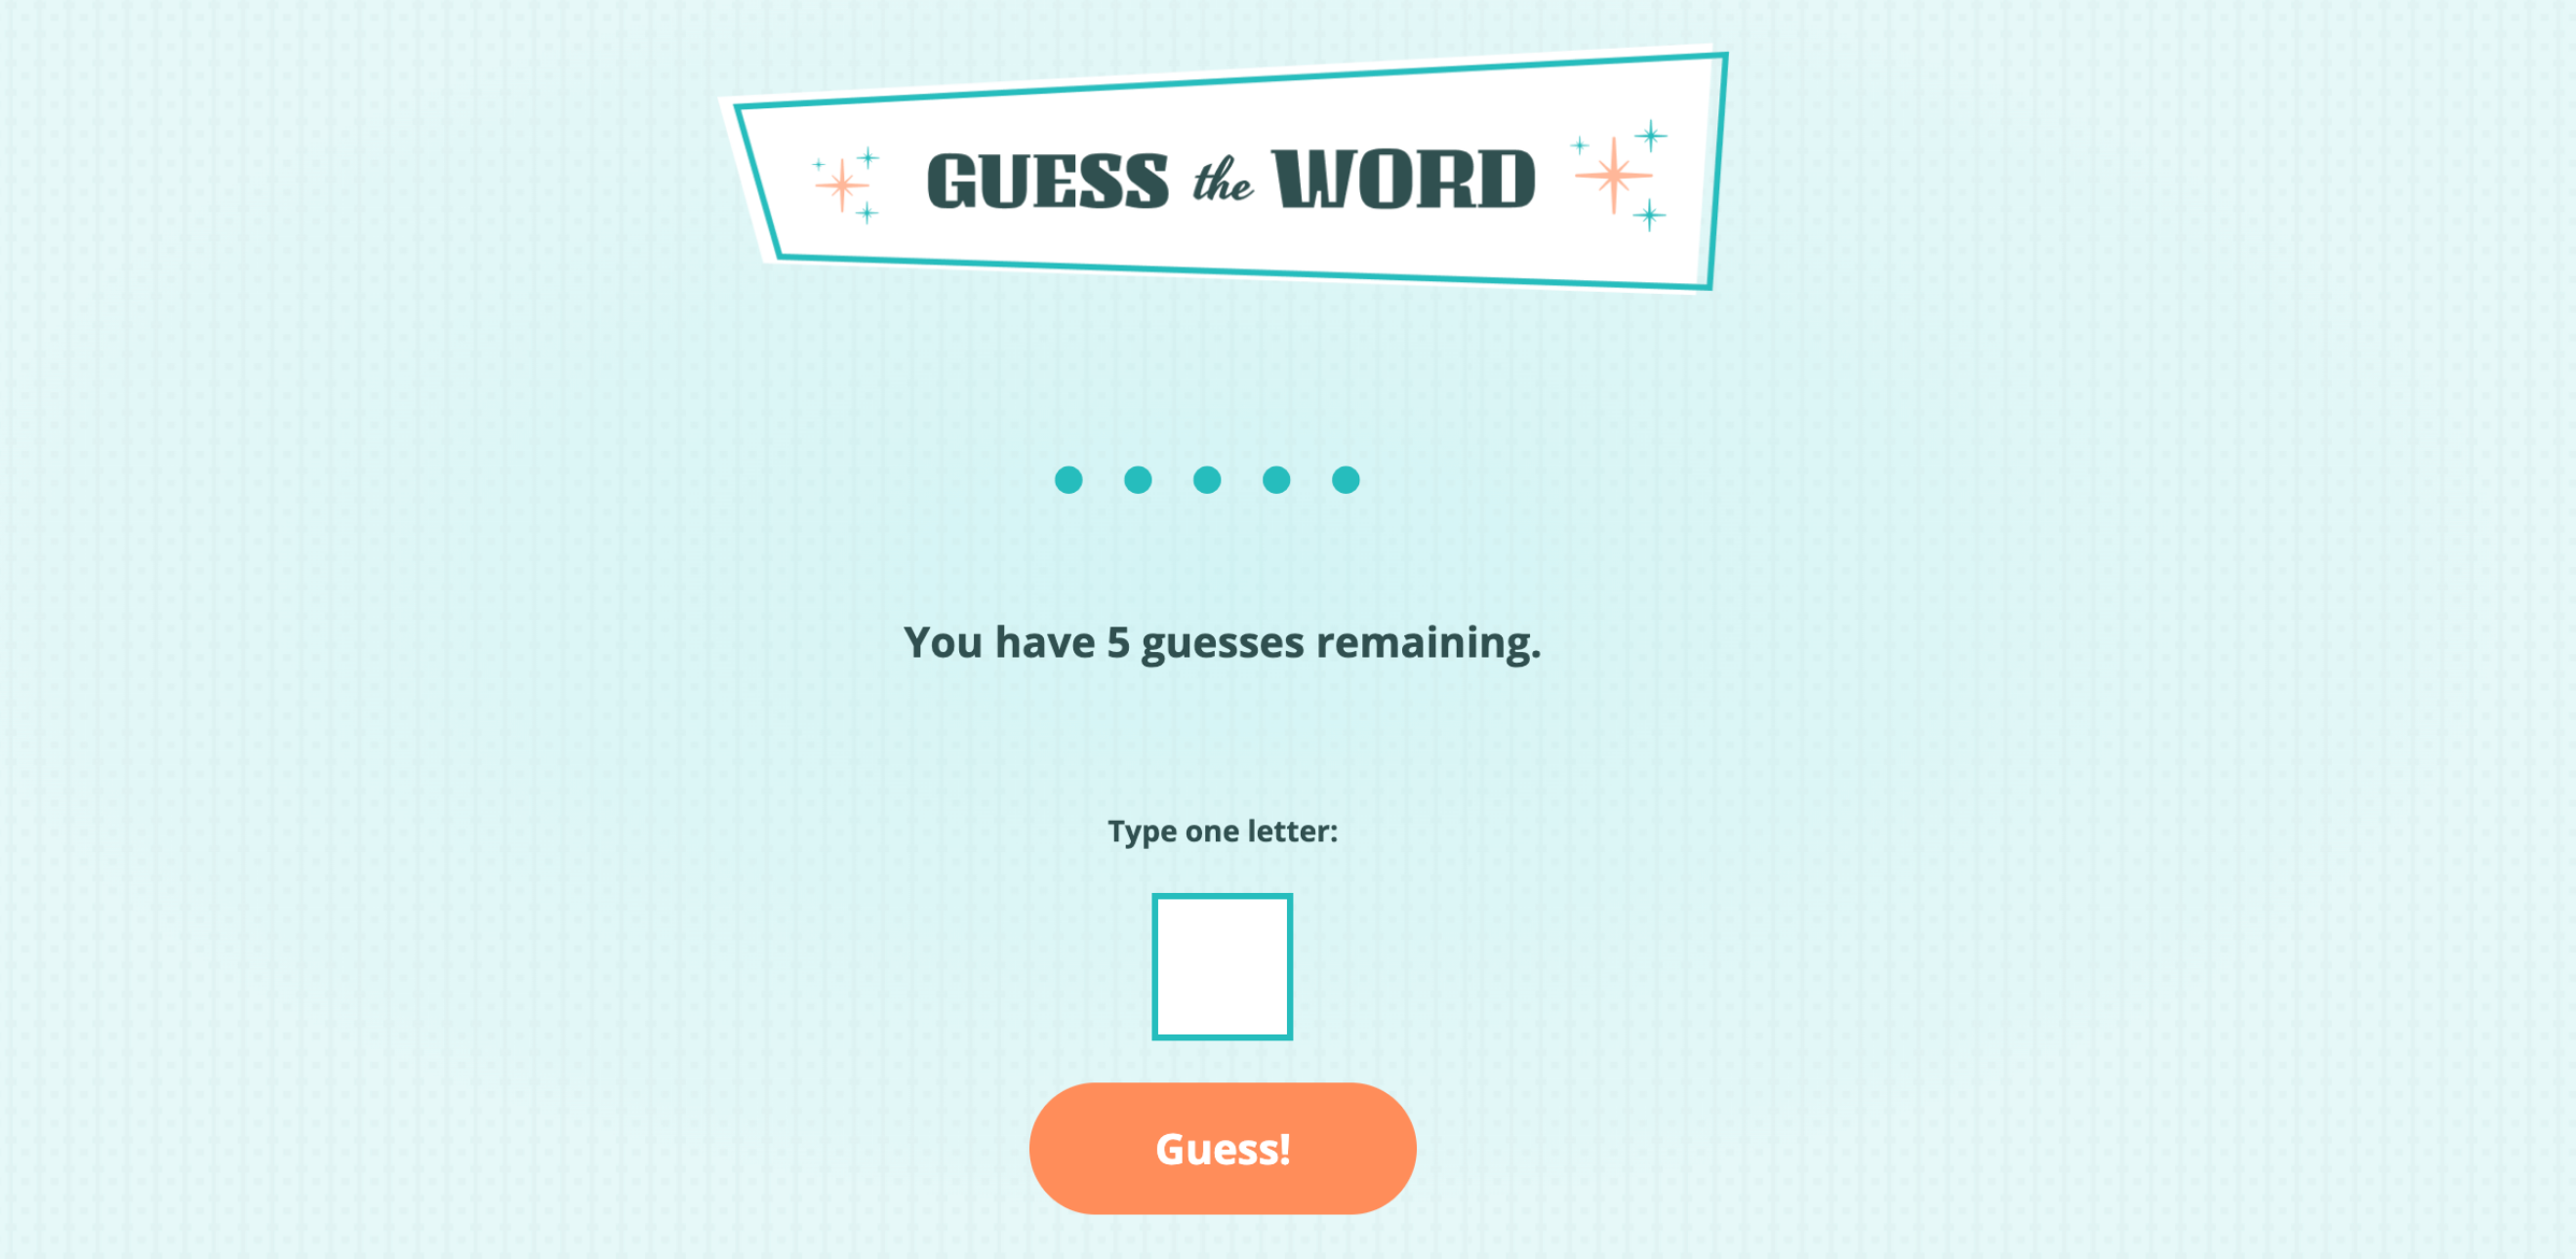 GUESS the WORD
● ● ● ● ●
You have 5 guesses remaining.
Type one letter:
Guess!